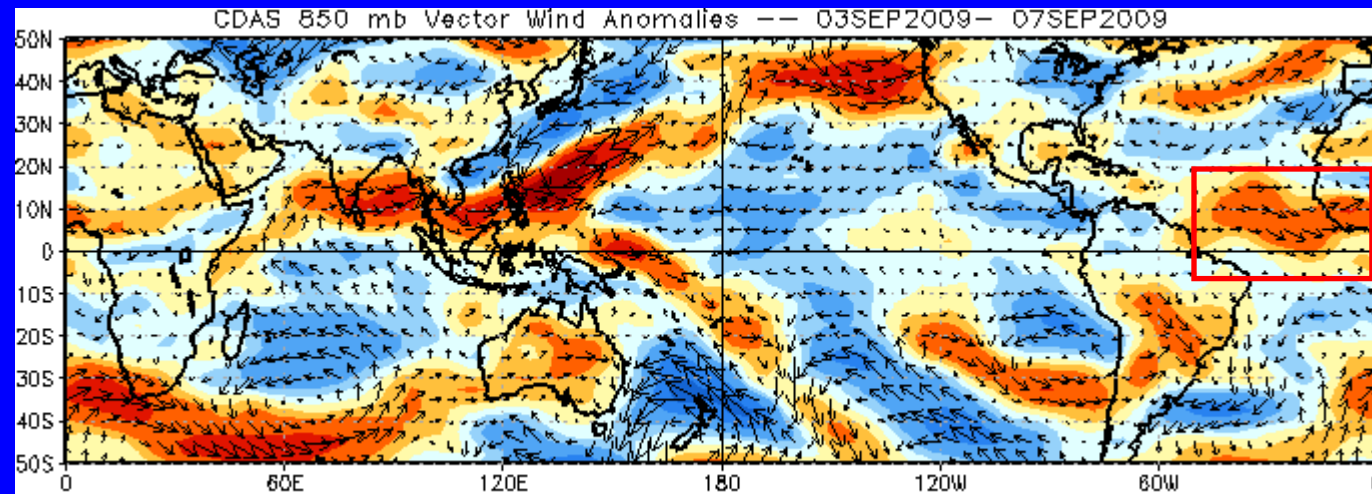 CDAS 850 mb Vector Wind Anomalies -- 03SEP2009- 07SEP2009
50N
40N
30N
20N
10N
0
10S
20S
30S
40S
50S
0 60E 120E 180 120W 60W